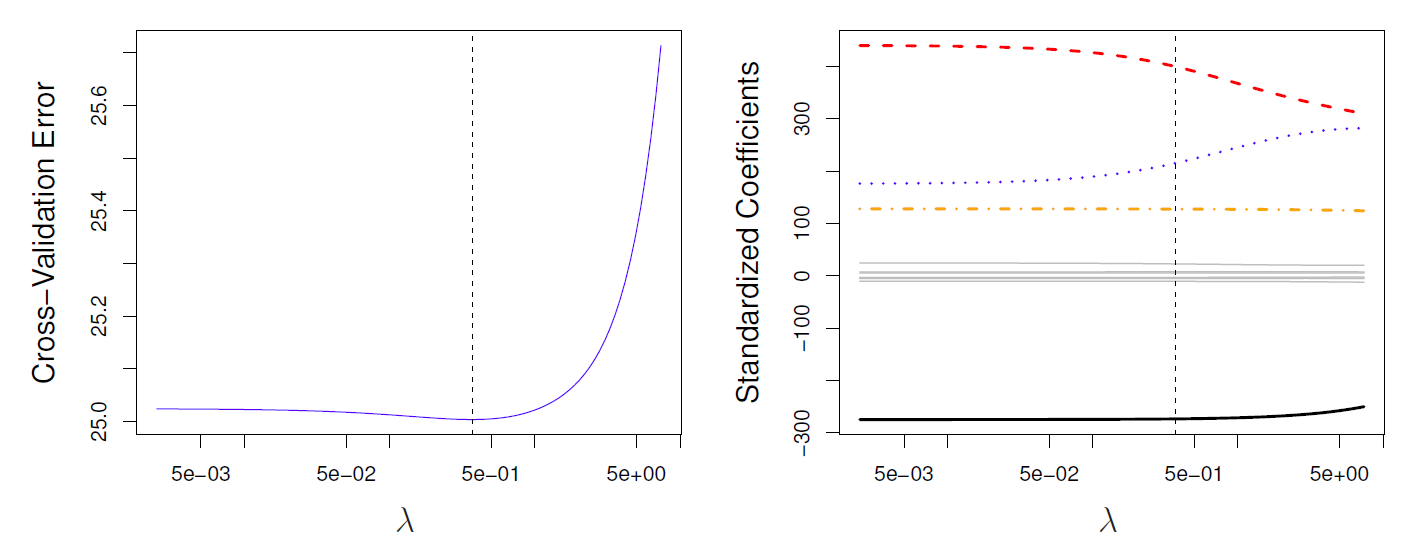 Cross−Validation Error
25.0
25.2
25.4
25.6
5e−03
5e−02
5e−01
5e+00
λ
Standardized Coefficients
−300
−100
0
100
300
5e−03
5e−02
5e−01
5e+00
λ